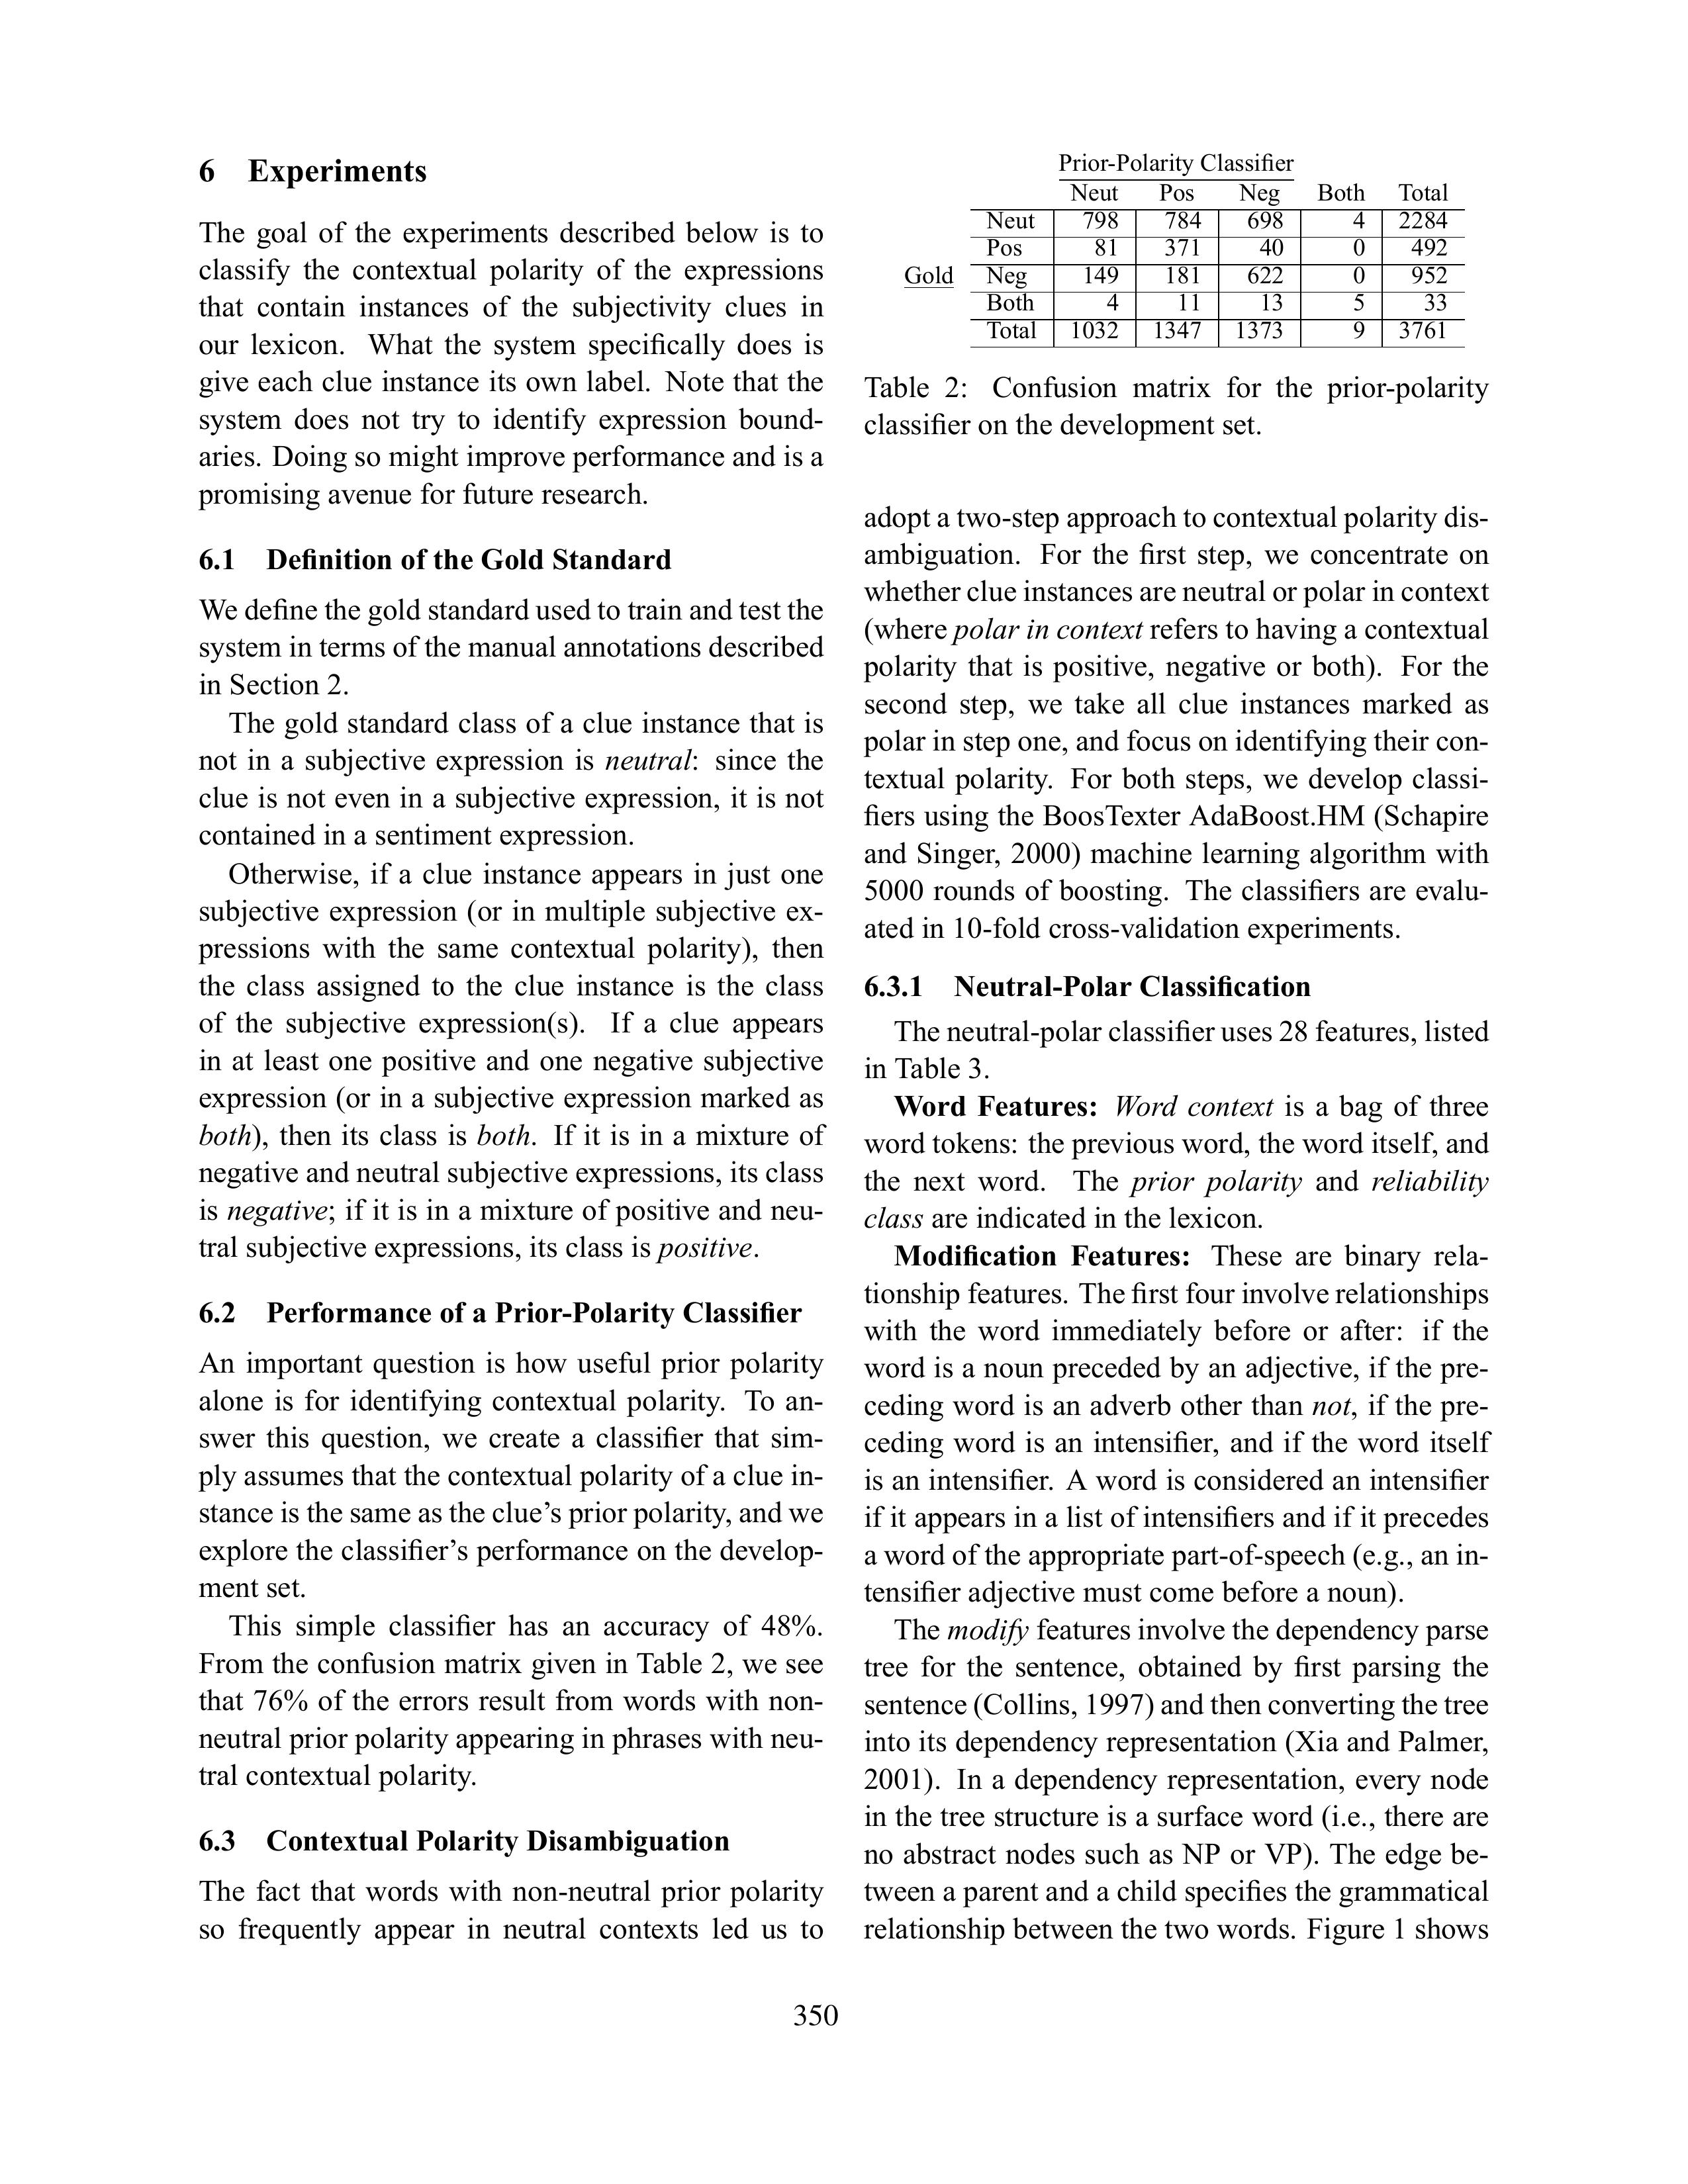 6 Experiments
The goal of the experiments described below is to
classify the contextual polarity of the expressions
that contain instances of the subjectivity clues in
our lexicon. What the system specifically does is
give each clue instance its own label. Note that the
system does not try to identify expression bound-
aries. Doing so might improve performance and is a
promising avenue for future research.
6.1 Definition of the Gold Standard
We define the gold standard used to train and test the
system in terms of the manual annotations described
in Section 2.
The gold standard class of a clue instance that is
not in a subjective expression is neutral: since the
clue is not even in a subjective expression, it is not
contained in a sentiment expression.
Otherwise, if a clue instance appears in just one
subjective expression (or in multiple subjective ex-
pressions with the same contextual polarity), then
the class assigned to the clue instance is the class
of the subjective expression(s). If a clue appears
in at least one positive and one negative subjective
expression (or in a subjective expression marked as
both), then its class is both. If it is in a mixture of
negative and neutral subjective expressions, its class
is negative; if it is in a mixture of positive and neu-
tral subjective expressions, its class is positive.
6.2 Performance of a Prior-Polarity Classifier
An important question is how useful prior polarity
alone is for identifying contextual polarity. To an-
swer this question, we create a classifier that sim-
ply assumes that the contextual polarity of a clue in-
stance is the same as the clue's prior polarity, and we
explore the classifier's performance on the develop-
ment set.
This simple classifier has an accuracy of 48%.
From the confusion matrix given in Table 2, we see
that 76% of the errors result from words with non-
neutral prior polarity appearing in phrases with neu-
tral contextual polarity.
6.3 Contextual Polarity Disambiguation
The fact that words with non-neutral prior polarity
so frequently appear in neutral contexts led us to
Prior-Polarity Classifier
Neut Pos Neg Both Total
Neut 798 784 698 4 2284
Pos 81 371 40 0 492
Gold Neg 149 181 622 0 952
Both 4 11 13 5 33
Total 1032 1347 1373 9 3761
Table 2: Confusion matrix for the prior-polarity
classifier on the development set.
adopt a two-step approach to contextual polarity dis-
ambiguation. For the first step, we concentrate on
whether clue instances are neutral or polar in context
(where polar in context refers to having a contextual
polarity that is positive, negative or both). For the
second step, we take all clue instances marked as
polar in step one, and focus on identifying their con-
textual polarity. For both steps, we develop classi-
fiers using the BoosTexter AdaBoost.HM (Schapire
and Singer, 2000) machine learning algorithm with
5000 rounds of boosting. The classifiers are evalu-
ated in 10-fold cross-validation experiments.
6.3.1 Neutral-Polar Classification
The neutral-polar classifier uses 28 features, listed
in Table 3.
Word Features: Word context is a bag of three
word tokens: the previous word, the word itself, and
the next word. The prior polarity and reliability
class are indicated in the lexicon.
Modification Features: These are binary rela-
tionship features. The first four involve relationships
with the word immediately before or after: if the
word is a noun preceded by an adjective, if the pre-
ceding word is an adverb other than not, if the pre-
ceding word is an intensifier, and if the word itself
is an intensifier. A word is considered an intensifier
if it appears in a list of intensifiers and if it precedes
a word of the appropriate part-of-speech (e.g., an in-
tensifier adjective must come before a noun).
The modify features involve the dependency parse
tree for the sentence, obtained by first parsing the
sentence (Collins, 1997) and then converting the tree
into its dependency representation (Xia and Palmer,
2001). In a dependency representation, every node
in the tree structure is a surface word (i.e., there are
no abstract nodes such as NP or VP). The edge be-
tween a parent and a child specifies the grammatical
relationship between the two words. Figure 1 shows
350